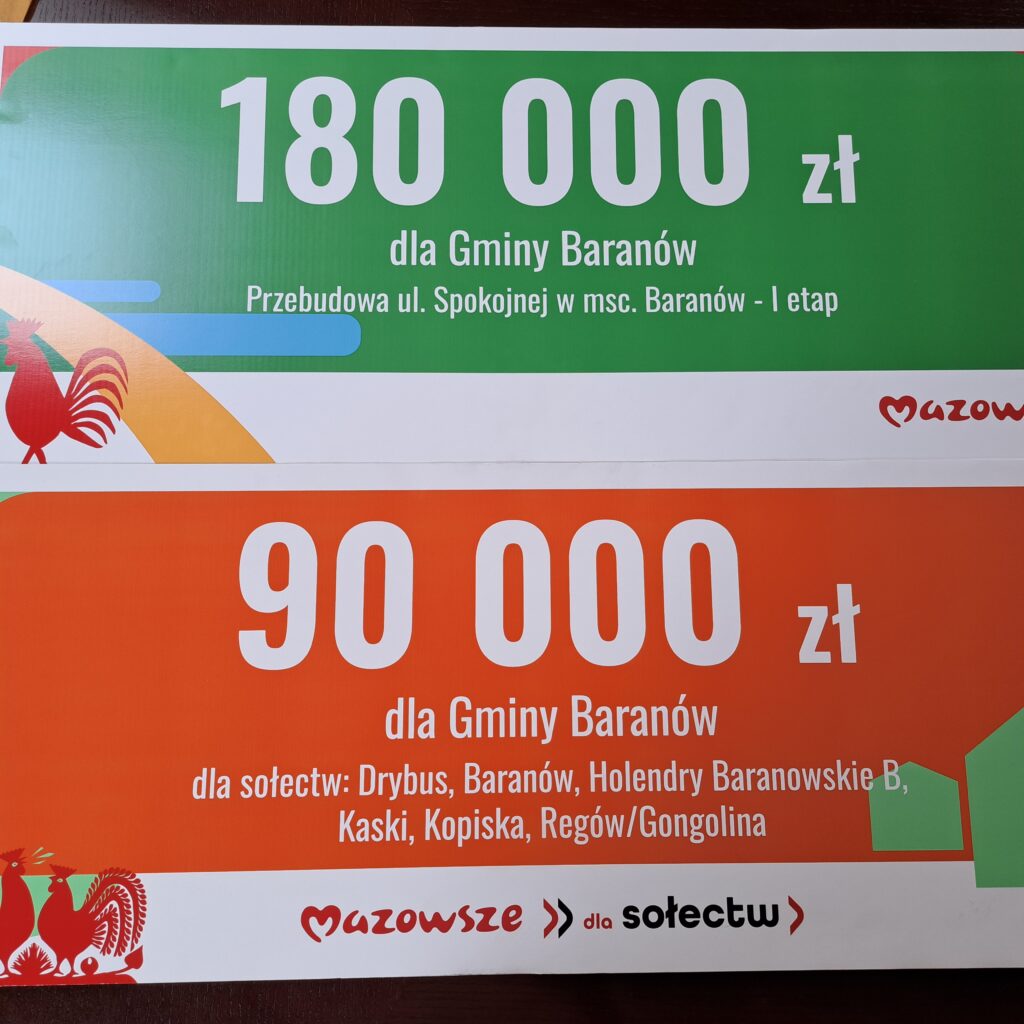 180 000 zł
dla Gminy Baranów
Przebudowa ul. Spokojnej w msc. Baranów - I etap
90 000 zł
dla Gminy Baranów
dla sołectw: Drybus, Baranów, Holendry Baranowskie B,
Kaski, Kopiska, Regów/Gongolina
Mazowsze dla sołectw